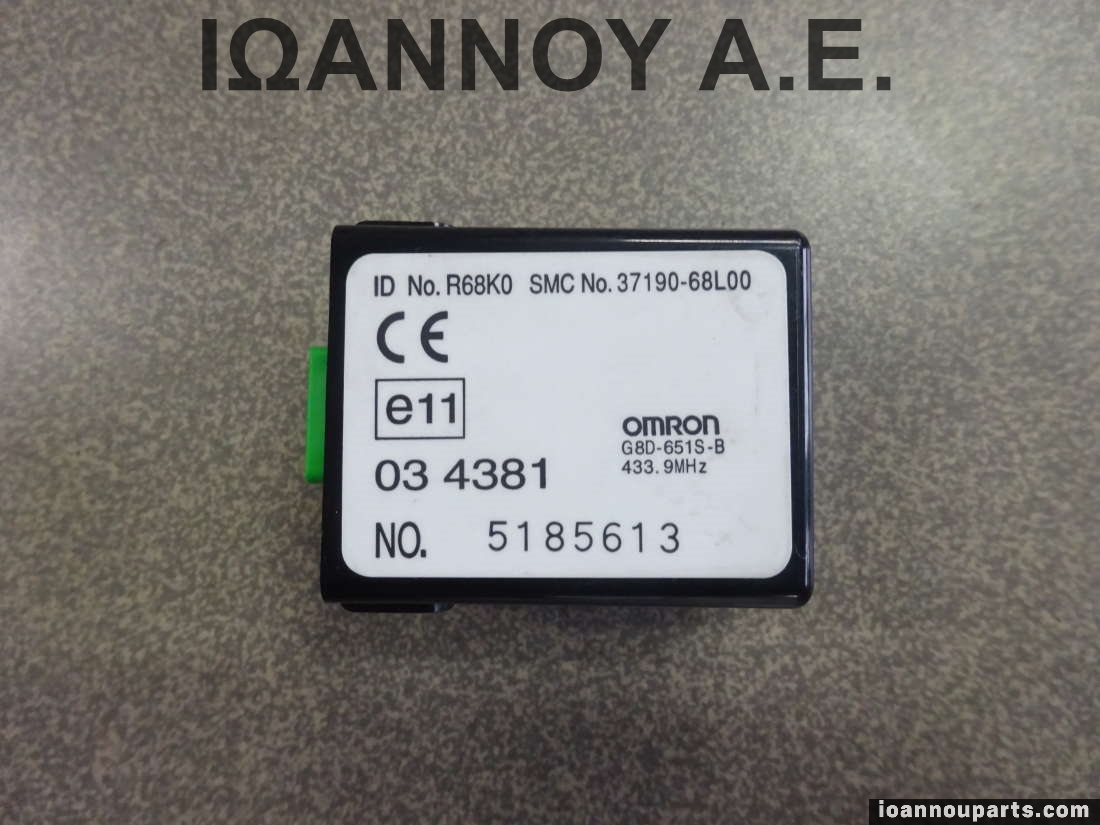 ΙΩΑΝΝΟΥ Α.Ε.
ID No. R68K0 SMC No. 37190-68L00
CE
e11
03 4381
omron
G8D-651S-B
433.9MHz
NO. 5185613
ioannouparts.com